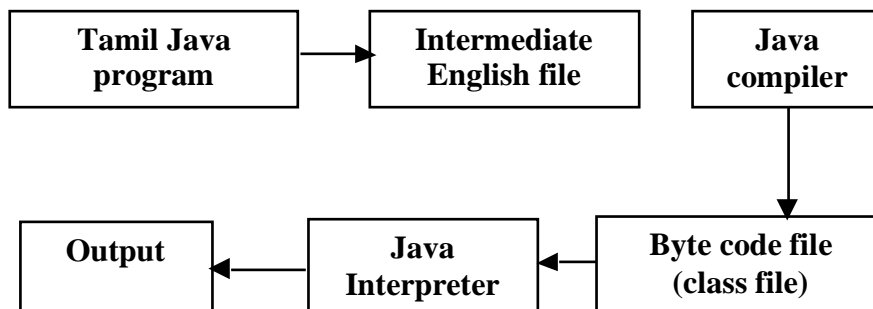 Tamil Java
program
Intermediate
English file
Java
compiler
Byte code file
(class file)
Java
Interpreter
Output